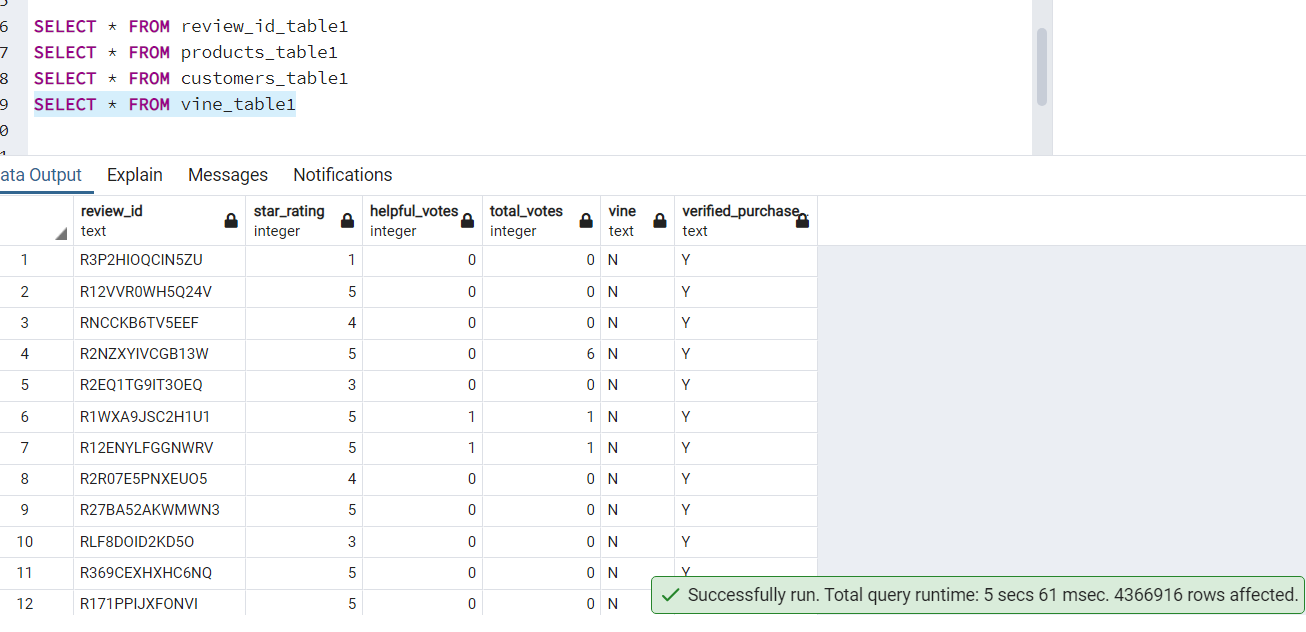 6 SELECT * FROM review_id_table1
7 SELECT * FROM products_table1
8 SELECT * FROM customers_table1
9 SELECT * FROM vine_table1
0
ata Output Explain Messages Notifications
review_id star_rating helpful_votes total_votes vine verified_purchase
text integer integer integer text text
1 R3P2HIOQCIN5ZU 1 0 0 N Y
2 R12VVR0WH5Q24V 5 0 0 N Y
3 RNCCKB6TV5EEF 4 0 0 N Y
4 R2NZXYIVCGB13W 5 0 6 N Y
5 R2EQ1TG9IT3OEQ 3 0 0 N Y
6 R1WXA9JSC2H1U1 5 1 1 N Y
7 R12ENYLFGGNWRV 5 1 1 N Y
8 R2R07E5PNXEUO5 4 0 0 N Y
9 R27BA52AKWMWN3 5 0 0 N Y
10 RLF8DOID2KD5O 3 0 0 N Y
11 R369CEXHXHC6NQ 5 0 0 N Y
12 R171PPIJXFONVI 5 0 0 N
Successfully run. Total query runtime: 5 secs 61 msec. 4366916 rows affected.